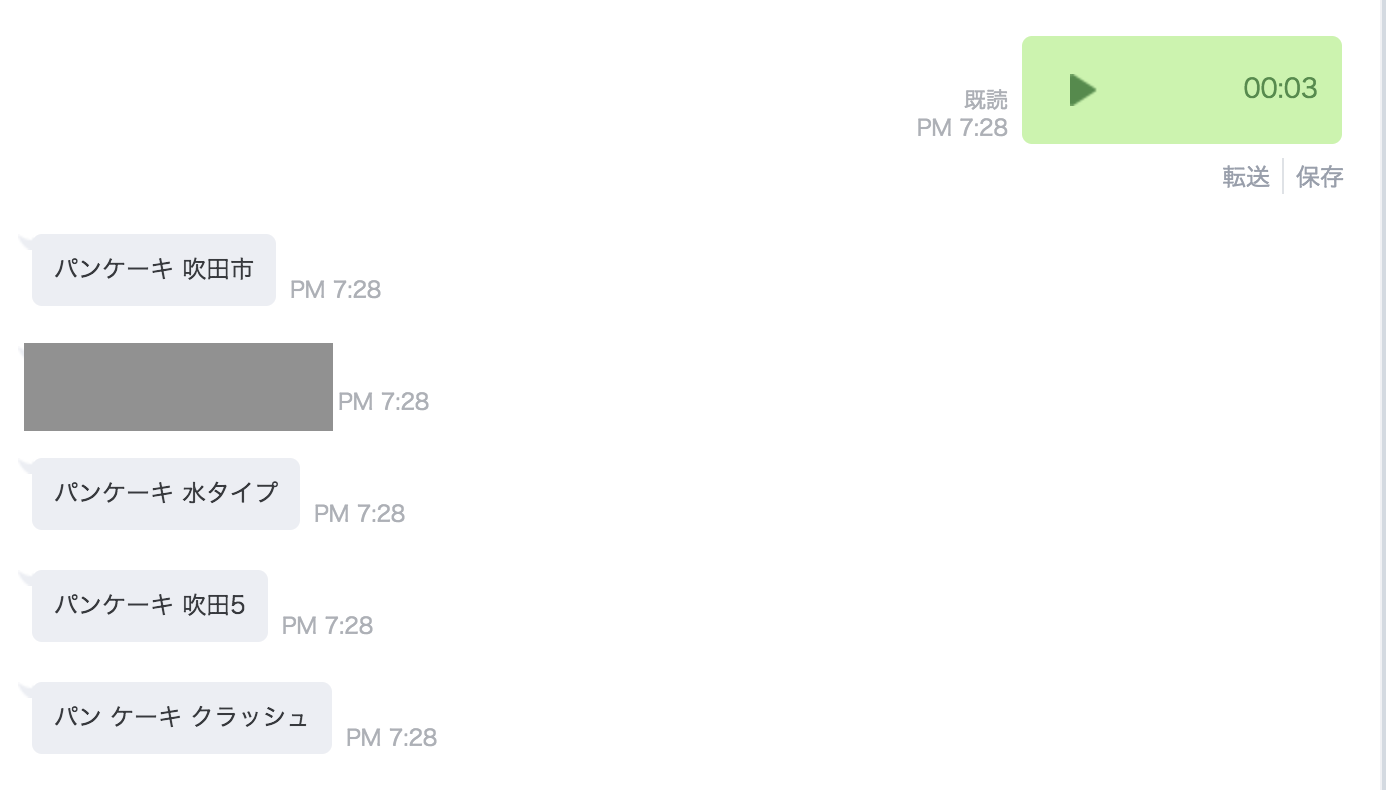 00:03
既読
PM 7:28
転送
保存
パンケーキ 吹田市
PM 7:28
PM 7:28
パンケーキ 水タイプ
PM 7:28
パンケーキ 吹田5
PM 7:28
パン ケーキ クラッシュ
PM 7:28